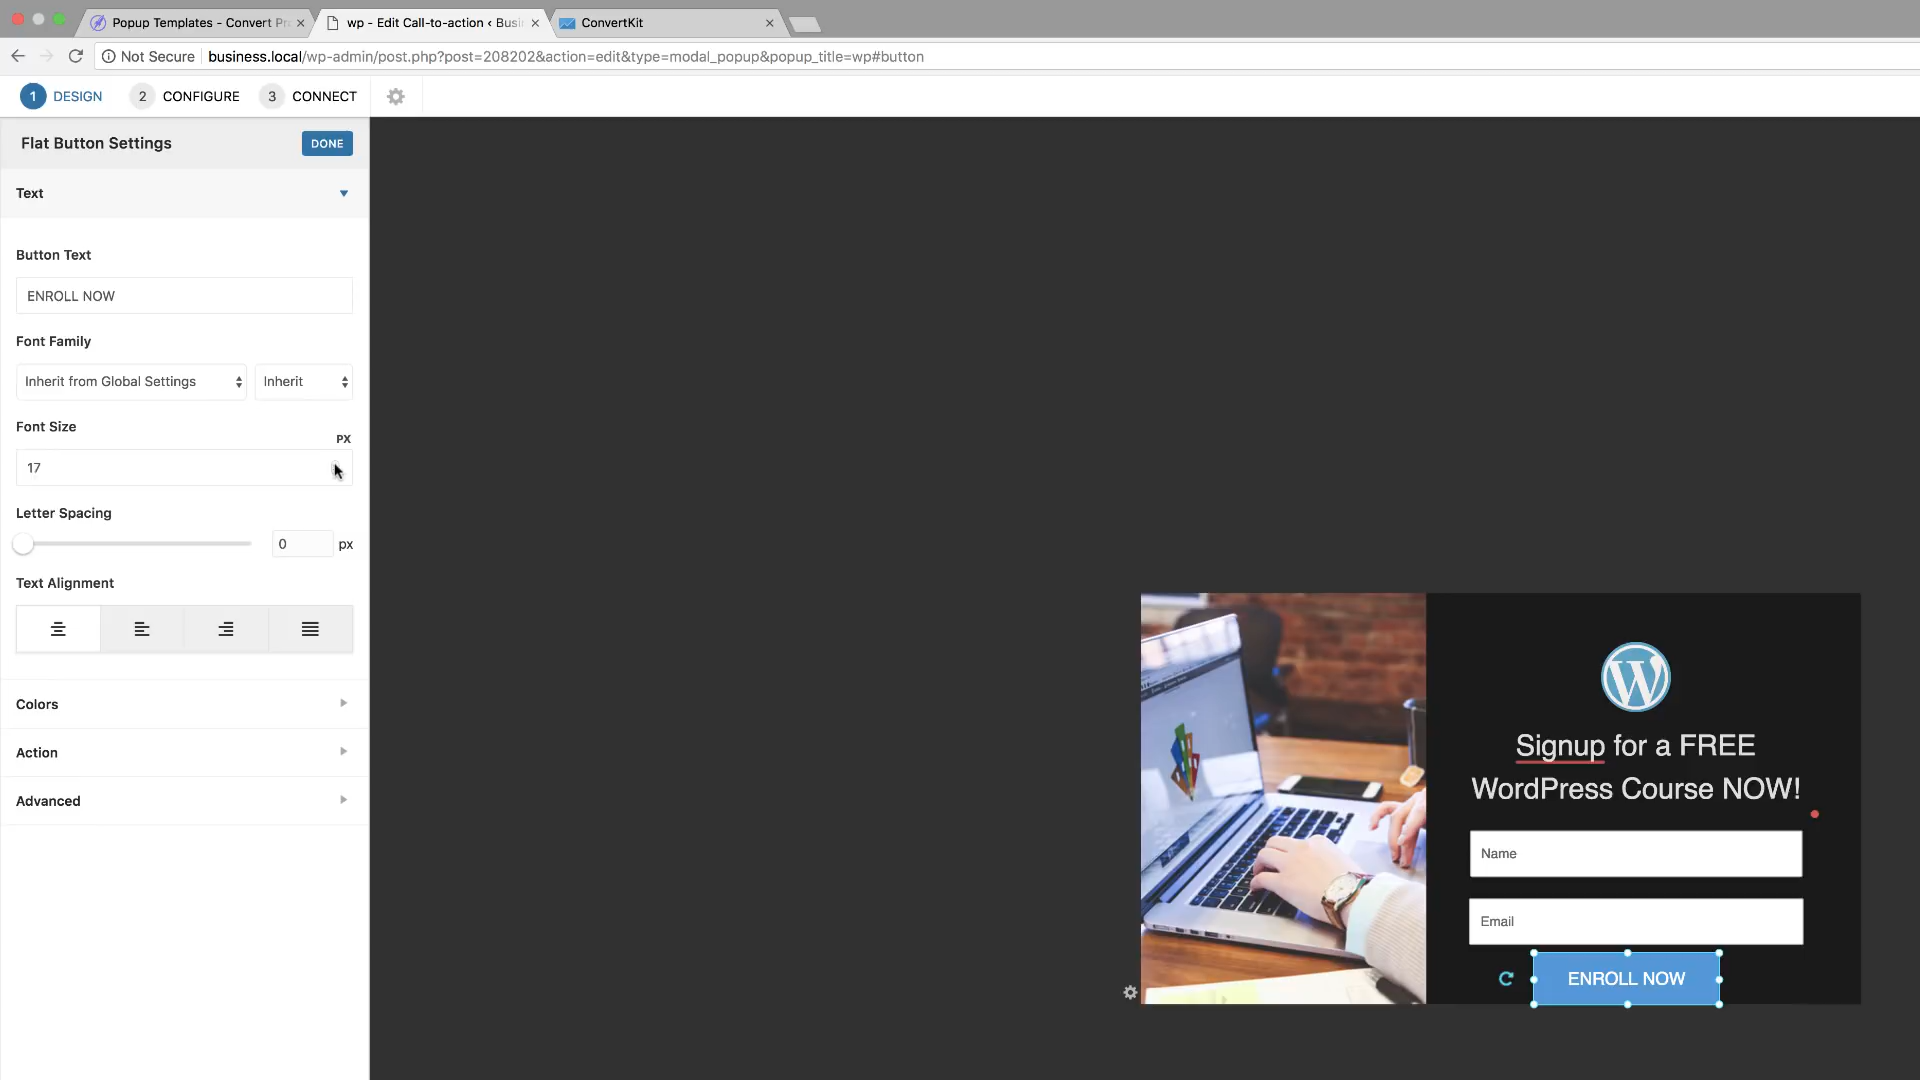 Popup Templates - Convert Pr
wp - Edit Call-to-action ‹ Busi
ConvertKit
Not Secure
business.local/wp-admin/post.php?post=208202&action=edit&type=modal_popup&popup_title=wp#button
1 DESIGN 2 CONFIGURE 3 CONNECT
Flat Button Settings
DONE
Text
Button Text
ENROLL NOW
Font Family
Inherit from Global Settings
Inherit
Font Size
PX
17
Letter Spacing
0 px
Text Alignment
Colors
Action
Advanced
W
Signup for a FREE
WordPress Course NOW!
Name
Email
ENROLL NOW